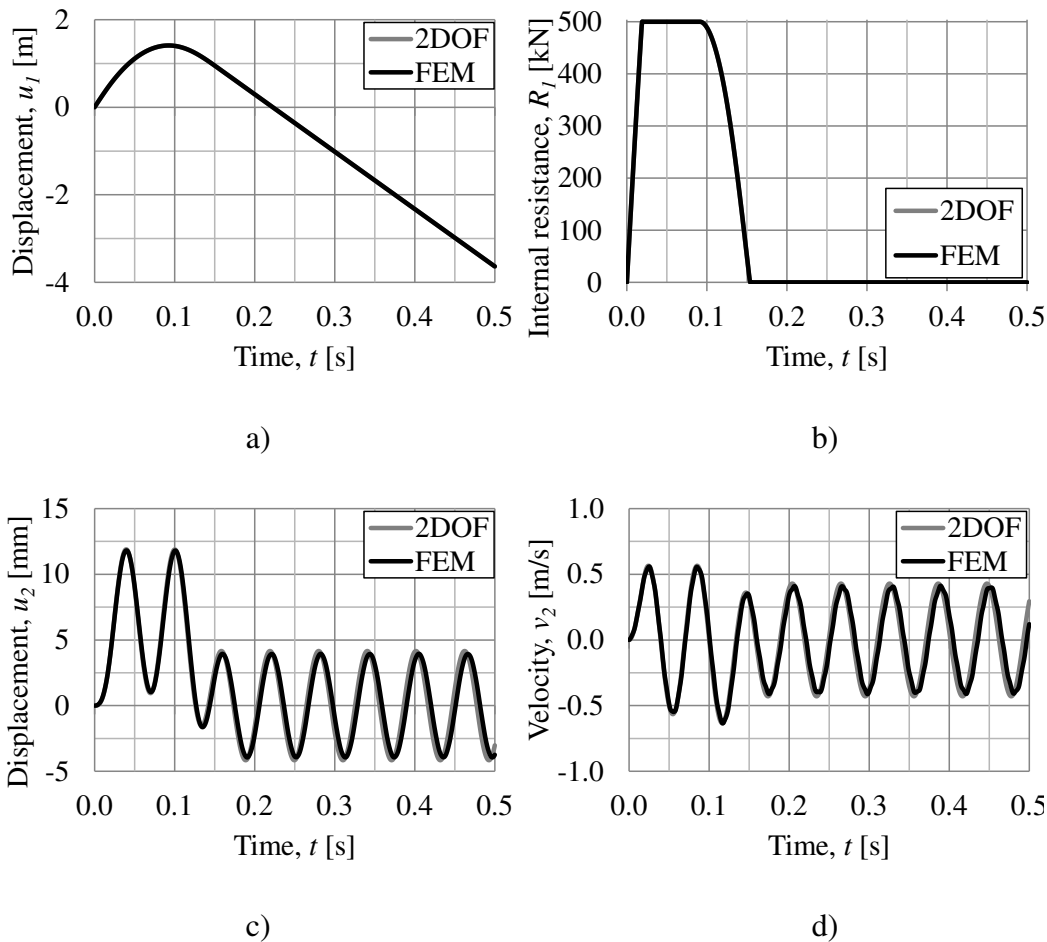 2
0
-2
-4
Displacement, u1 [m]
2DOF
FEM
0.0 0.1 0.2 0.3 0.4 0.5
Time, t [s]
a)
500
400
300
200
100
0
Internal resistance, R1 [kN]
2DOF
FEM
0.0 0.1 0.2 0.3 0.4 0.5
Time, t [s]
b)
15
10
5
0
-5
Displacement, u2 [mm]
2DOF
FEM
0.0 0.1 0.2 0.3 0.4 0.5
Time, t [s]
c)
1.0
0.5
0.0
-0.5
-1.0
Velocity, v2 [m/s]
2DOF
FEM
0.0 0.1 0.2 0.3 0.4 0.5
Time, t [s]
d)